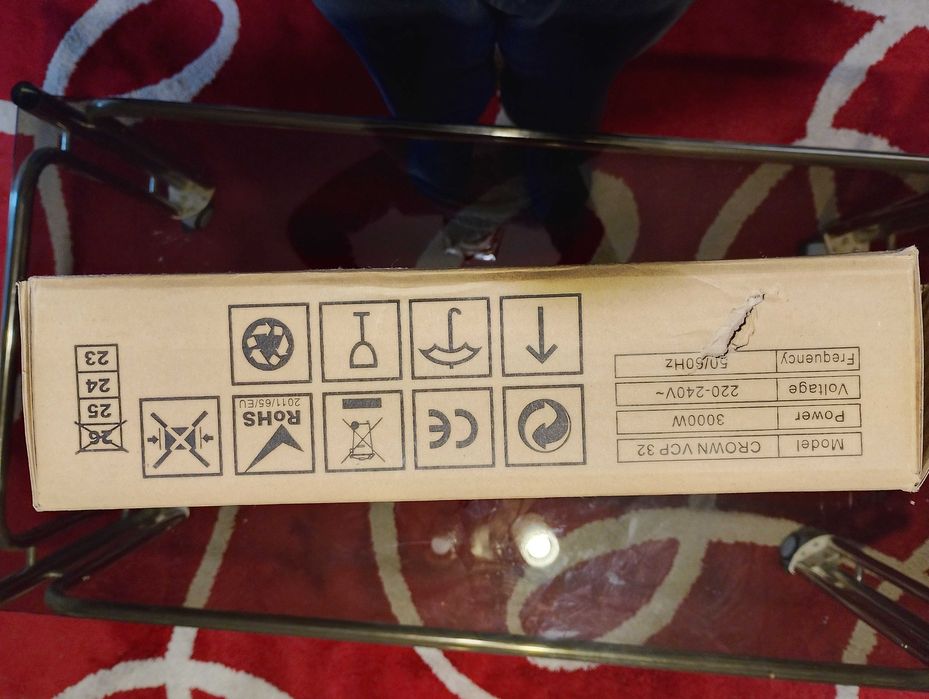 Model CROWN VCP 32
Power 3000W
Voltage 220-240V~
Frequency 50/60Hz
CE
RoHS
2011/65/EU
26
25
24
23